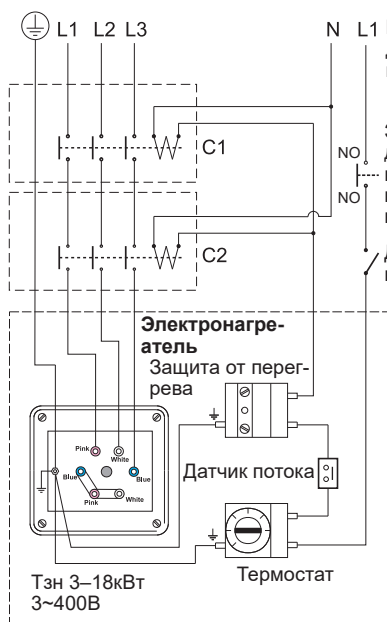 L1 L2 L3 N L1
C1
NO
NO
C2
Электронагре-
атель
Защита от перег-
рева
Pink
White
Blue
Blue
Pink
White
Датчик потока
Термостат
Тэн 3–18кВт
3~400В